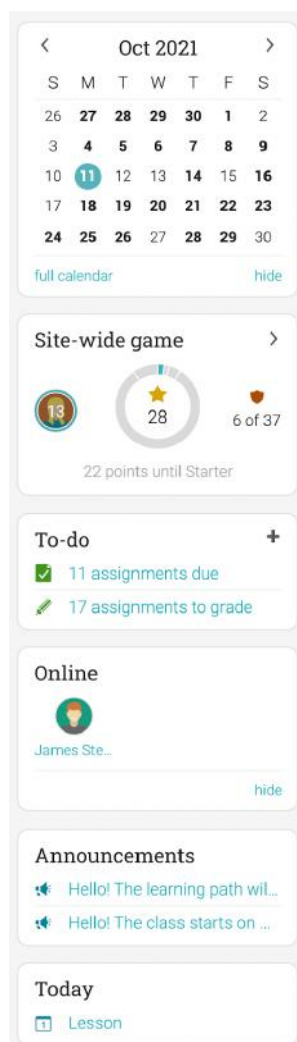 Oct 2021
S M T W T F S
26 27 28 29 30 1 2
3 4 5 6 7 8 9
10 11 12 13 14 15 16
17 18 19 20 21 22 23
24 25 26 27 28 29 30
full calendar hide
Site-wide game
13 28 6 of 37
22 points until Starter
To-do
11 assignments due
17 assignments to grade
Online
James Ste...
hide
Announcements
Hello! The learning path wil...
Hello! The class starts on ...
Today
1 Lesson